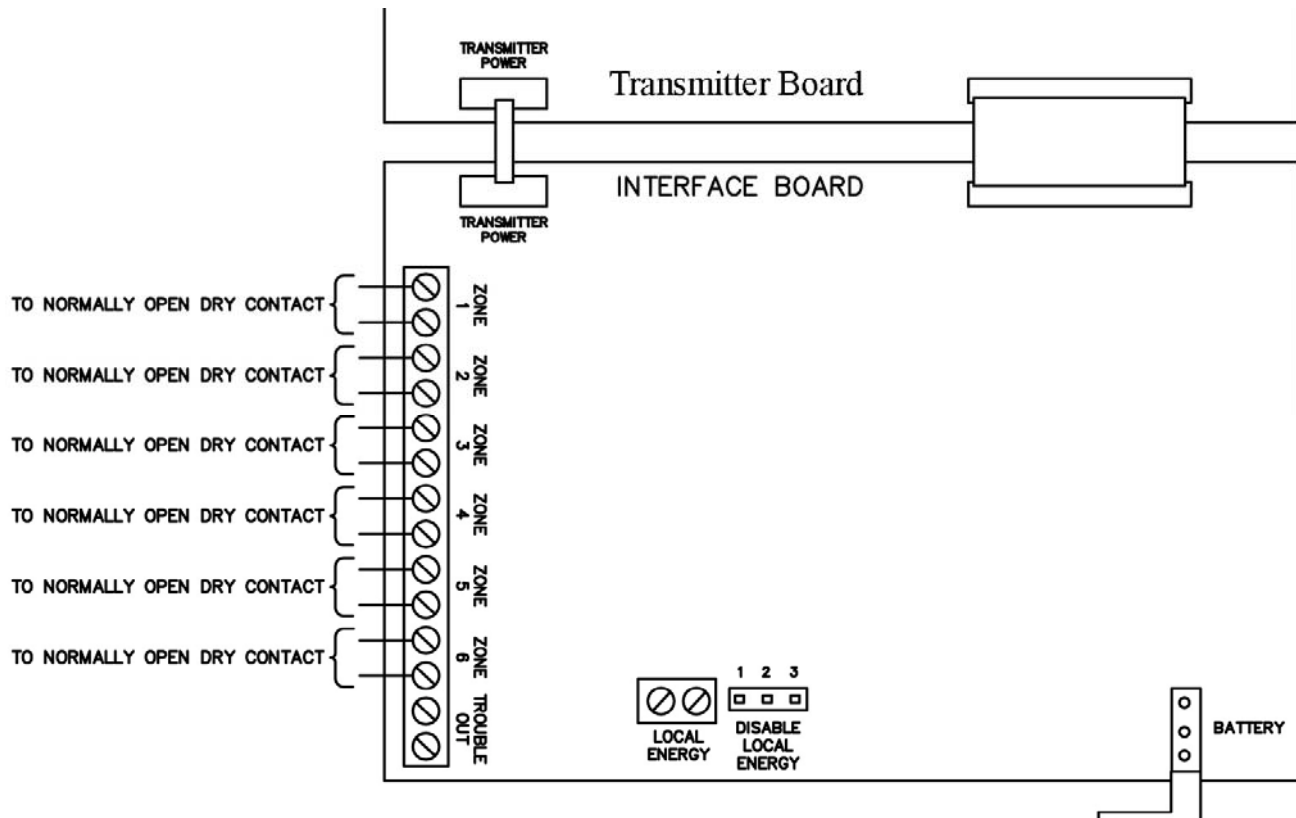 TRANSMITTER
POWER
Transmitter Board
INTERFACE BOARD
TRANSMITTER
POWER
TO NORMALLY OPEN DRY CONTACT
ZONE
1
TO NORMALLY OPEN DRY CONTACT
ZONE
2
TO NORMALLY OPEN DRY CONTACT
ZONE
3
TO NORMALLY OPEN DRY CONTACT
ZONE
4
TO NORMALLY OPEN DRY CONTACT
ZONE
5
TO NORMALLY OPEN DRY CONTACT
ZONE
6
TROUBLE
OUT
LOCAL
ENERGY
1 2 3
DISABLE
LOCAL
ENERGY
BATTERY